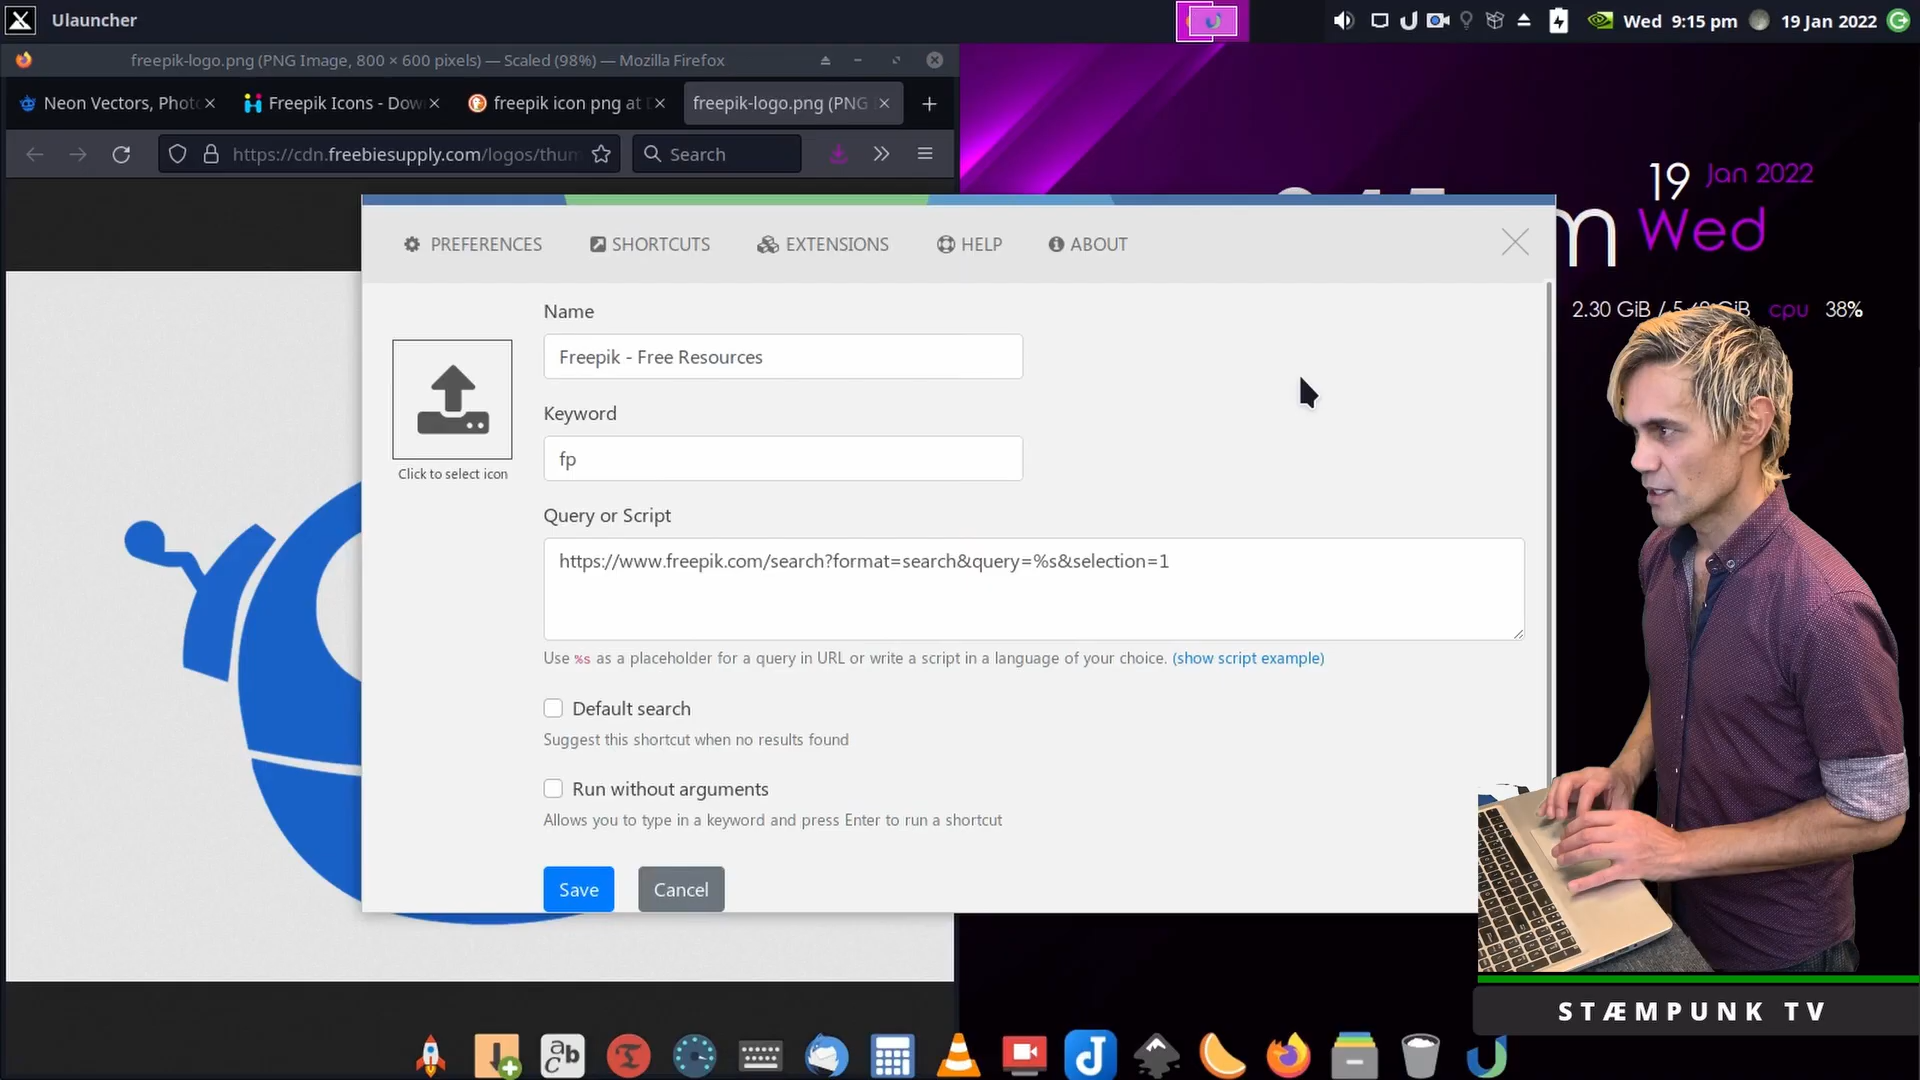 Ulauncher
Wed 9:15 pm 19 Jan 2022
freepik-logo.png (PNG Image, 800 × 600 pixels) — Scaled (98%) — Mozilla Firefox
Neon Vectors, Phot
Freepik Icons - Dow
freepik icon png at
freepik-logo.png (PNG
https://cdn.freebiesupply.com/logos/thum
Search
19 Jan 2022
Wed
2.30 GiB /
cpu 38%
PREFERENCES
SHORTCUTS
EXTENSIONS
HELP
ABOUT
Name
Freepik - Free Resources
Click to select icon
Keyword
fp
Query or Script
https://www.freepik.com/search?format=search&query=%s&selection=1
Use %s as a placeholder for a query in URL or write a script in a language of your choice. (show script example)
Default search
Suggest this shortcut when no results found
Run without arguments
Allows you to type in a keyword and press Enter to run a shortcut
Save
Cancel
STÆMPUNK TV
ab